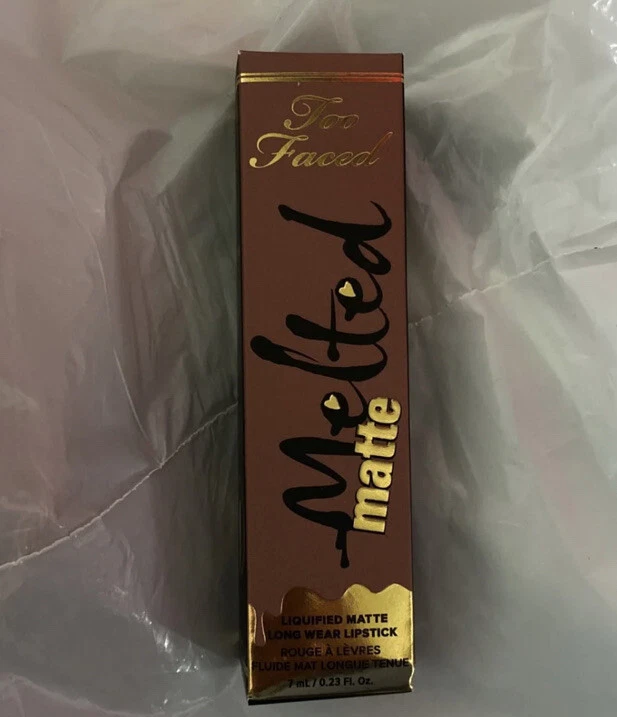 Too
Faced
Melted
matte
LIQUIFIED MATTE
LONG WEAR LIPSTICK
ROUGE À LÈVRES
FLUIDE MAT LONGUE TENUE
7 mL / 0.23 Fl. Oz.